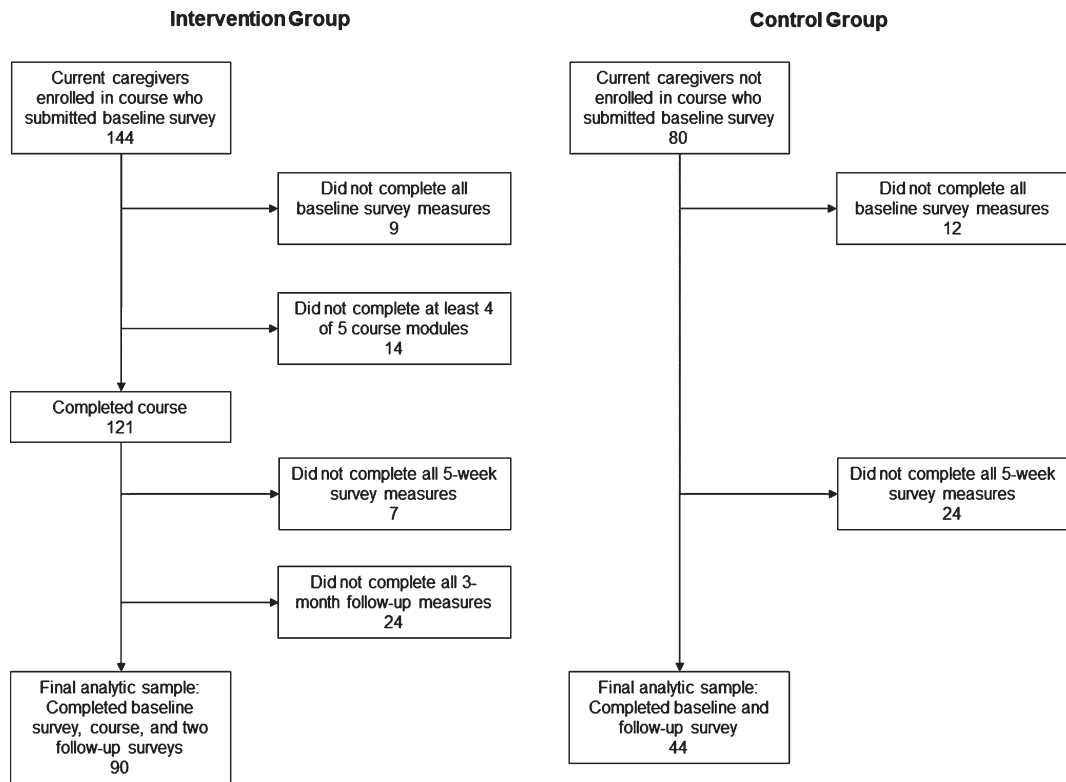 Intervention Group
Current caregivers
enrolled in course who
submitted baseline survey
144
Did not complete all
baseline survey measures
9
Did not complete at least 4
of 5 course modules
14
Completed course
121
Did not complete all 5-week
survey measures
7
Did not complete all 3-
month follow-up measures
24
Final analytic sample:
Completed baseline
survey, course, and two
follow-up surveys
90
Control Group
Current caregivers not
enrolled in course who
submitted baseline survey
80
Did not complete all
baseline survey measures
12
Did not complete all 5-week
survey measures
24
Final analytic sample:
Completed baseline and
follow-up survey
44